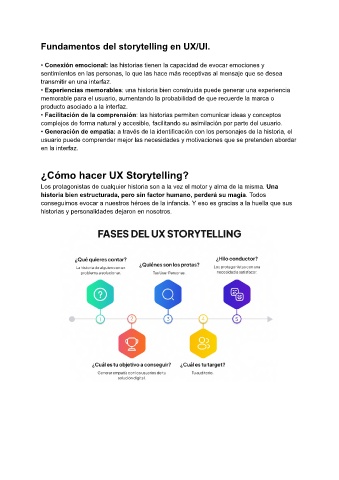 Fundamentos del storytelling en UX/UI.
• Conexión emocional: las historias tienen la capacidad de evocar emociones y
sentimientos en las personas, lo que las hace más receptivas al mensaje que se desea
transmitir en una interfaz.
• Experiencias memorables: una historia bien construida puede generar una experiencia
memorable para el usuario, aumentando la probabilidad de que recuerde la marca o
producto asociado a la interfaz.
• Facilitación de la comprensión: las historias permiten comunicar ideas y conceptos
complejos de forma natural y accesible, facilitando su asimilación por parte del usuario.
• Generación de empatía: a través de la identificación con los personajes de la historia, el
usuario puede comprender mejor las necesidades y motivaciones que se pretenden abordar
en la interfaz.
¿Cómo hacer UX Storytelling?
Los protagonistas de cualquier historia son a la vez el motor y alma de la misma. Una
historia bien estructurada, pero sin factor humano, perderá su magia. Todos
conseguimos evocar a nuestros héroes de la infancia. Y eso es gracias a la huella que sus
historias y personalidades dejaron en nosotros.
FASES DEL UX STORYTELLING
¿Qué quieres contar?
La historia de alguien con un
problema a solucionar.
¿Quiénes son los protas?
Tus User Personas
¿Hilo conductor?
Los protagonistas con una
necesidad a satisfacer
1 2 3 4 5
¿Cuál es tu objetivo a conseguir?
Generar empatía con los usuarios de tu
solución digital
¿Cuál es tu target?
Tu auditorio